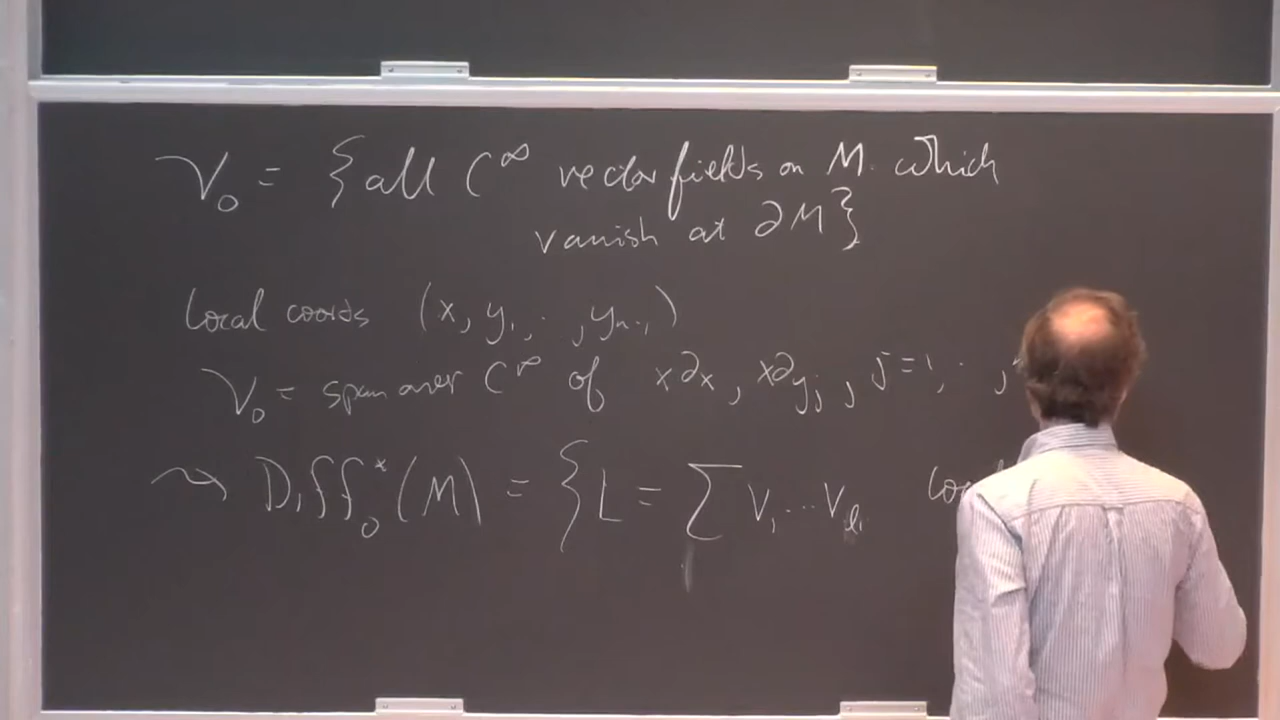 V₀ = { all C^∞ vector fields on M which
vanish at ∂M }
Local coords (x, y₁, ..., yₙ₋₁)
V₀ = span over C^∞ of x∂x, x∂yⱼ, j=1, ...,
⇝ Diff₀*(M) = { L = Σ V₁...V_ℓ,